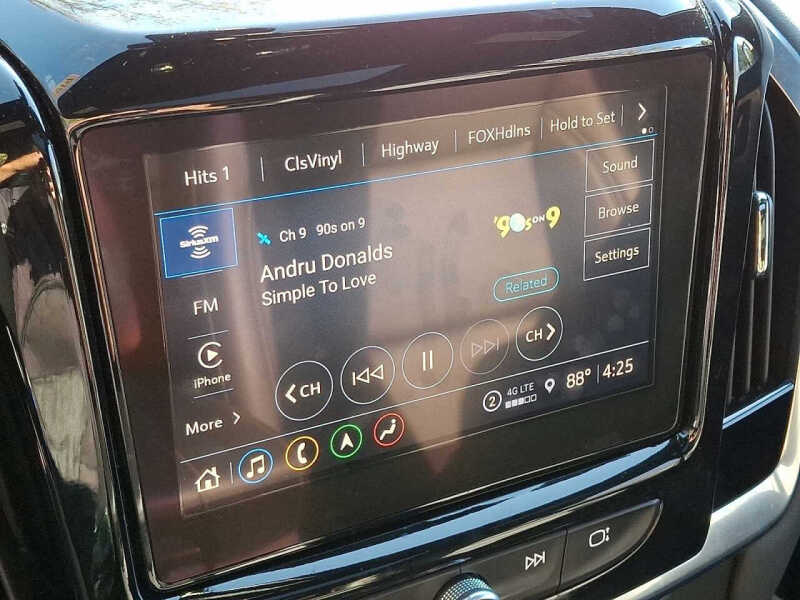 Hits 1 ClsVinyl Highway FOXHdlns Hold to Set
SiriusXM
Ch 9 90s on 9
'90s ON 9
Sound
Andru Donalds
Simple To Love
Browse
Related
Settings
FM
iPhone
CH
CH
More
2 4G LTE 88° 4:25